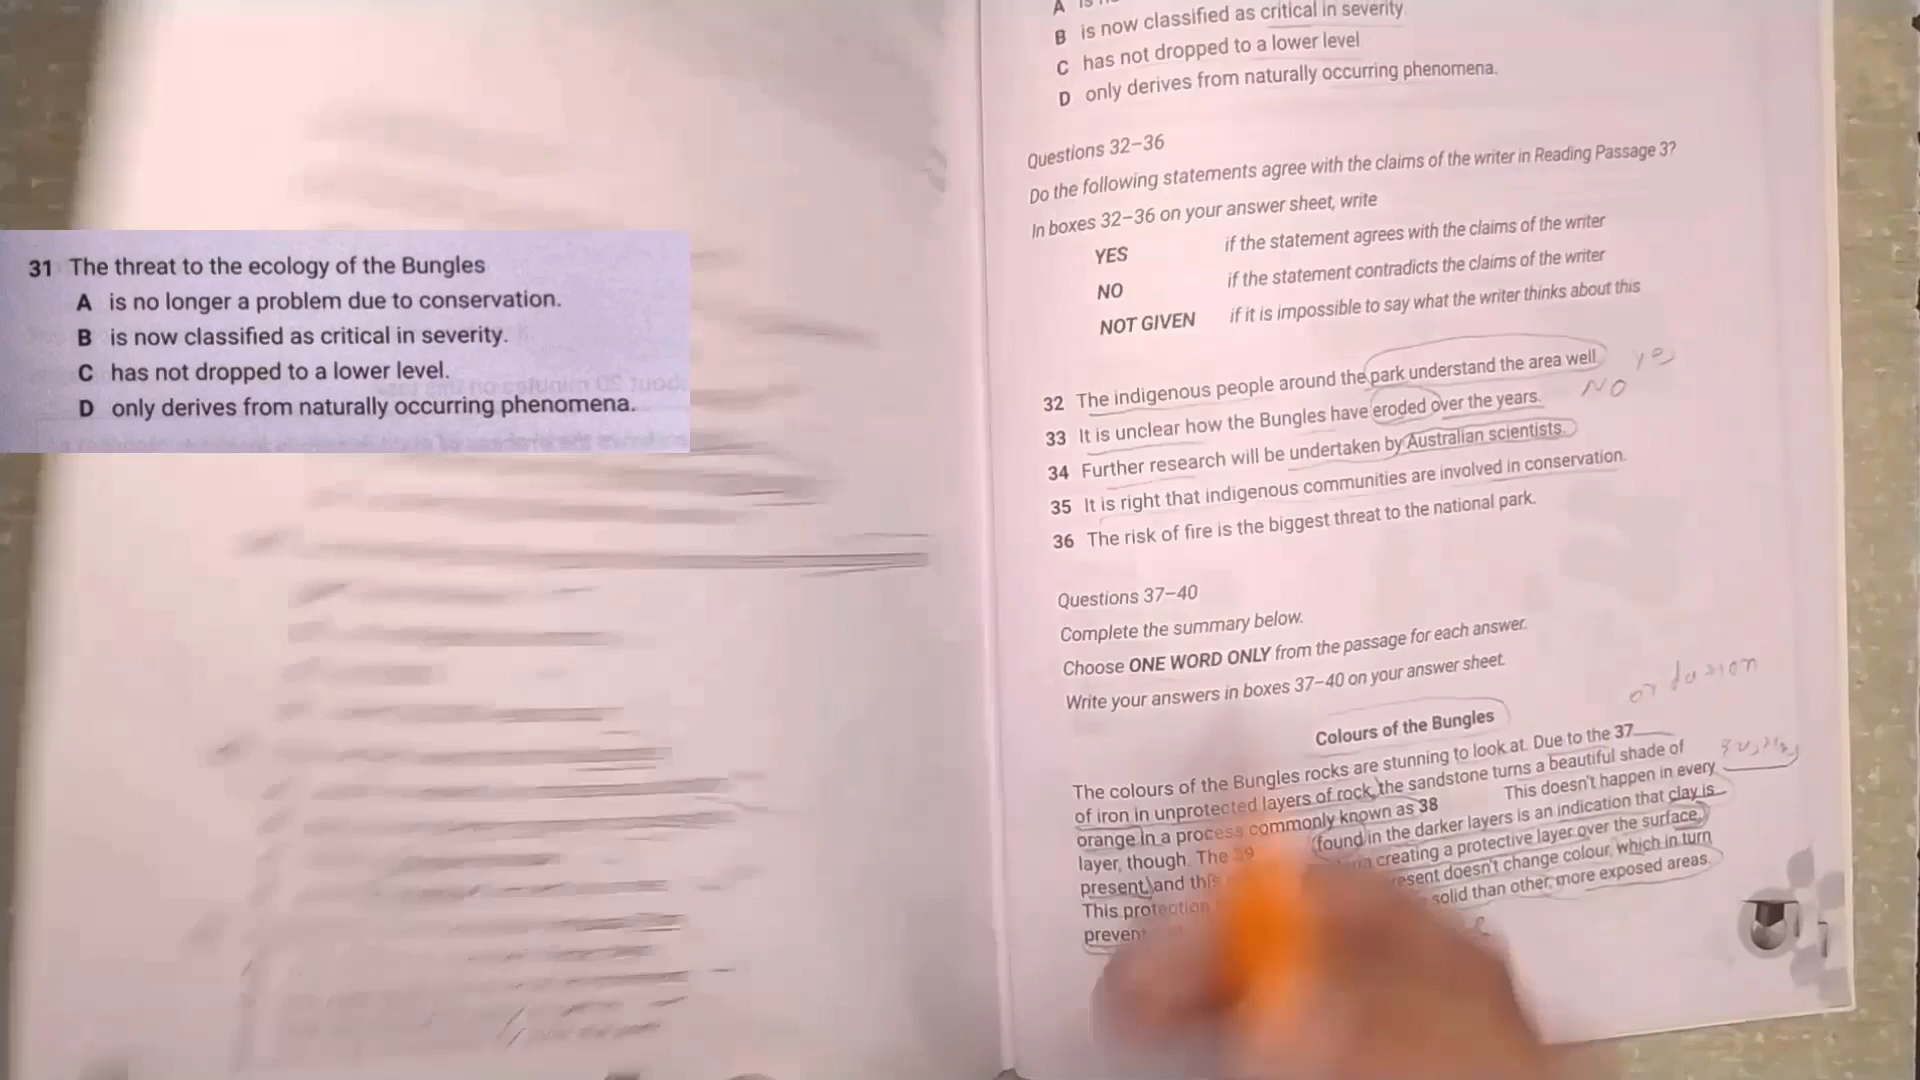 31 The threat to the ecology of the Bungles
A is no longer a problem due to conservation.
B is now classified as critical in severity.
C has not dropped to a lower level.
D only derives from naturally occurring phenomena.
A is
B is now classified as critical in severity
C has not dropped to a lower level
D only derives from naturally occurring phenomena.
Questions 32–36
Do the following statements agree with the claims of the writer in Reading Passage 3?
In boxes 32–36 on your answer sheet, write
YES if the statement agrees with the claims of the writer
NO if the statement contradicts the claims of the writer
NOT GIVEN if it is impossible to say what the writer thinks about this
32 The indigenous people around the park understand the area well. Yes
33 It is unclear how the Bungles have eroded over the years. NO
34 Further research will be undertaken by Australian scientists.
35 It is right that indigenous communities are involved in conservation.
36 The risk of fire is the biggest threat to the national park.
Questions 37–40
Complete the summary below.
Choose ONE WORD ONLY from the passage for each answer.
Write your answers in boxes 37–40 on your answer sheet.
Colours of the Bungles
The colours of the Bungles rocks are stunning to look at. Due to the 37
of iron in unprotected layers of rock, the sandstone turns a beautiful shade of
orange in a process commonly known as 38 This doesn't happen in every
layer, though. The 39 found in the darker layers is an indication that clay is
present, and this creating a protective layer over the surface.
This protection doesn't change colour, which in turn
prevent solid than other, more exposed areas.